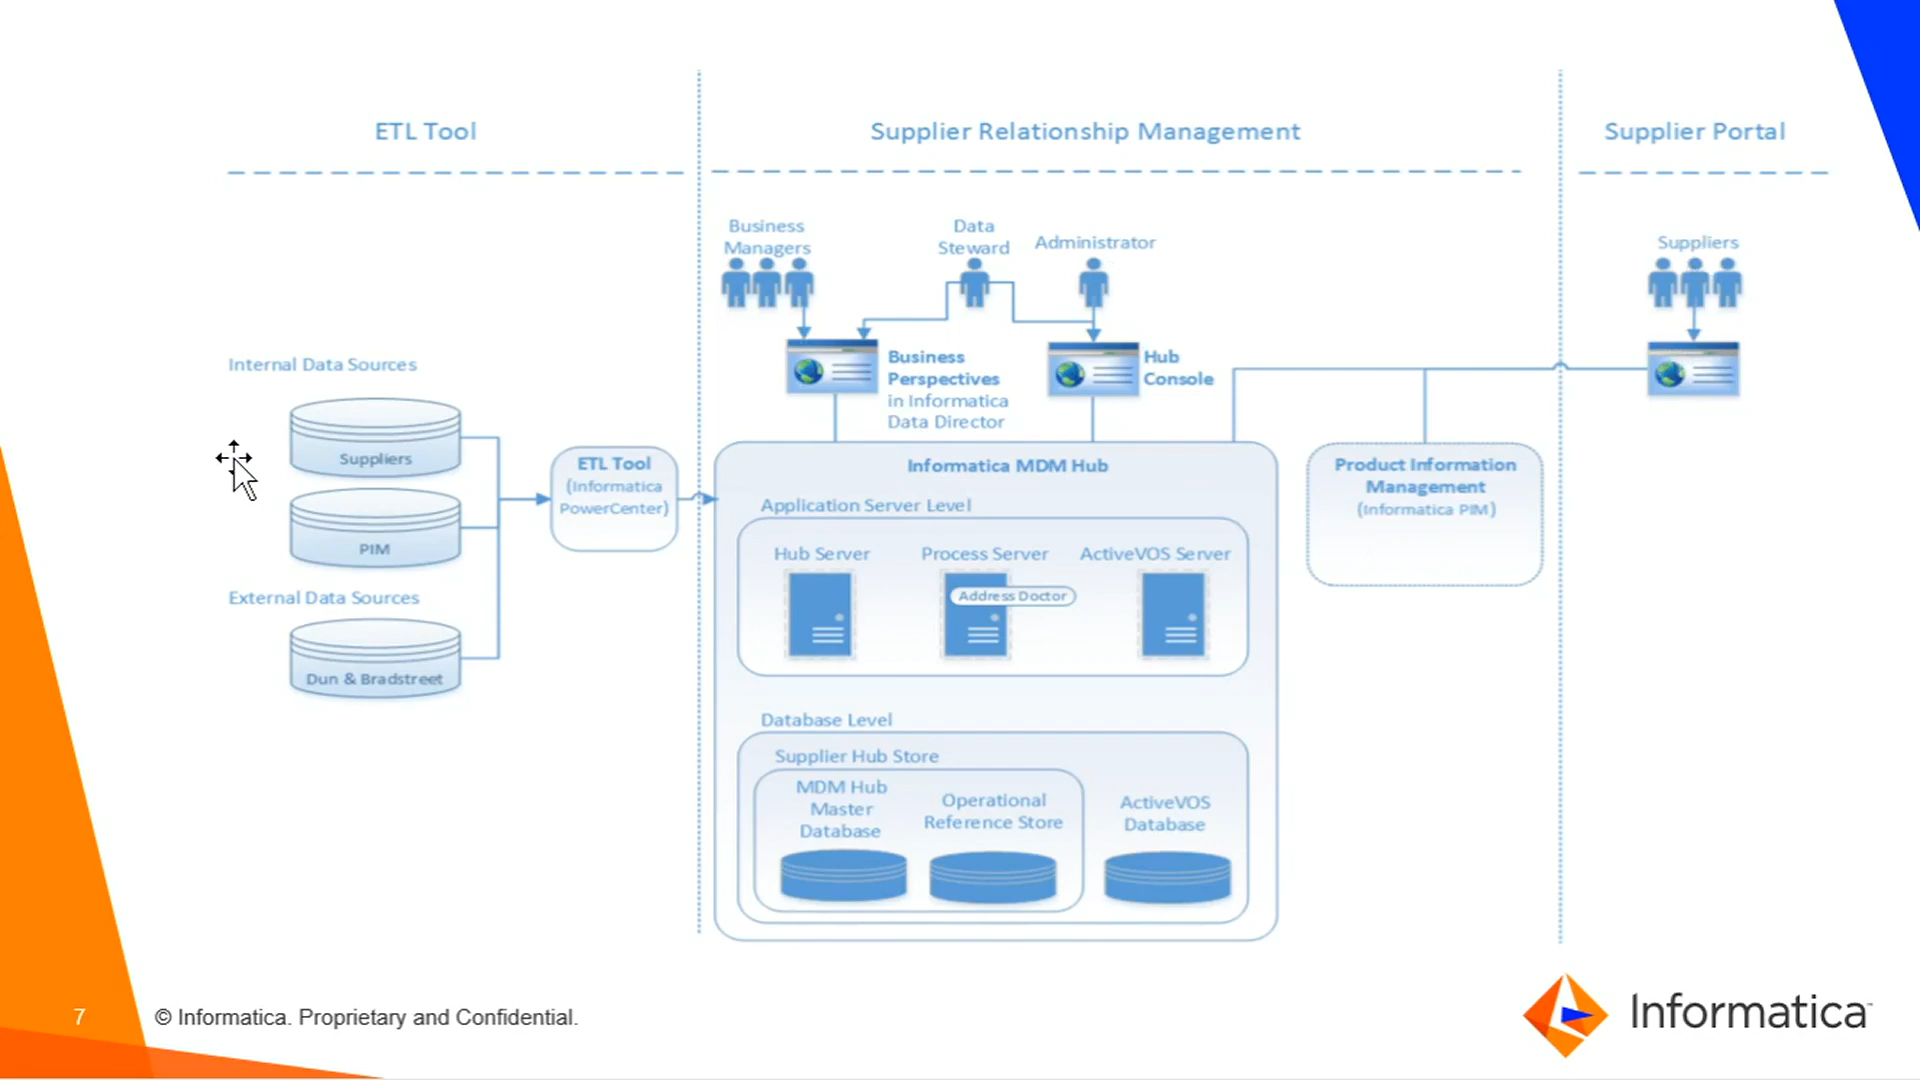 ETL Tool
Supplier Relationship Management
Supplier Portal
Business
Managers
Data
Steward
Administrator
Suppliers
Internal Data Sources
Suppliers
PIM
External Data Sources
Dun & Bradstreet
ETL Tool
(Informatica
PowerCenter)
Business
Perspectives
in Informatica
Data Director
Hub
Console
Informatica MDM Hub
Application Server Level
Hub Server
Process Server
ActiveVOS Server
Address Doctor
Product Information
Management
(Informatica PIM)
Database Level
Supplier Hub Store
MDM Hub
Master
Database
Operational
Reference Store
ActiveVOS
Database
7
© Informatica. Proprietary and Confidential.
Informatica